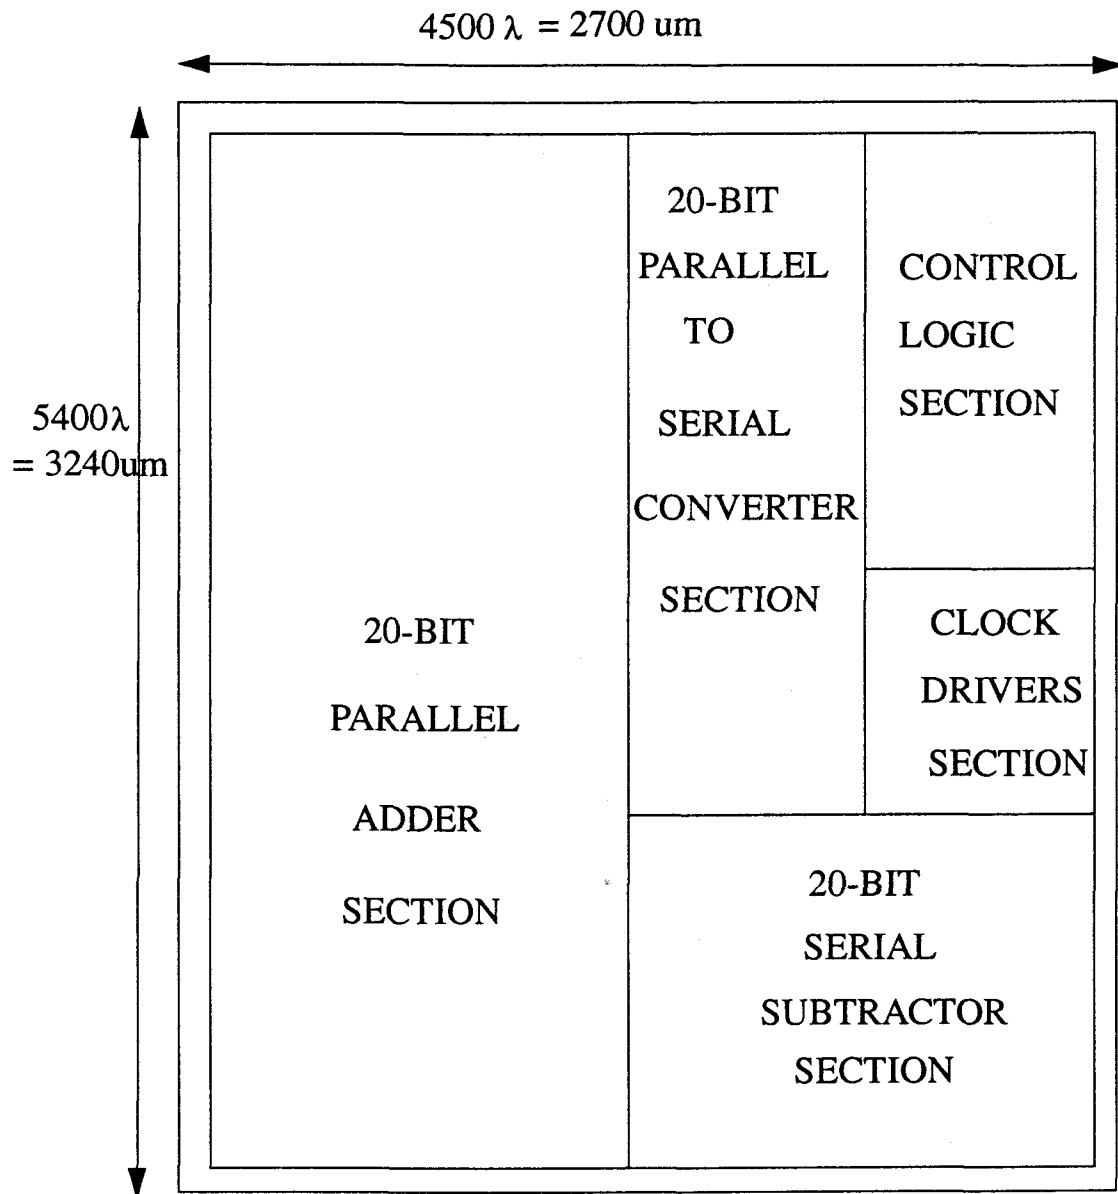 4500 λ = 2700 um
5400λ
= 3240um
20-BIT
PARALLEL
ADDER
SECTION
20-BIT
PARALLEL
TO
SERIAL
CONVERTER
SECTION
CONTROL
LOGIC
SECTION
CLOCK
DRIVERS
SECTION
20-BIT
SERIAL
SUBTRACTOR
SECTION